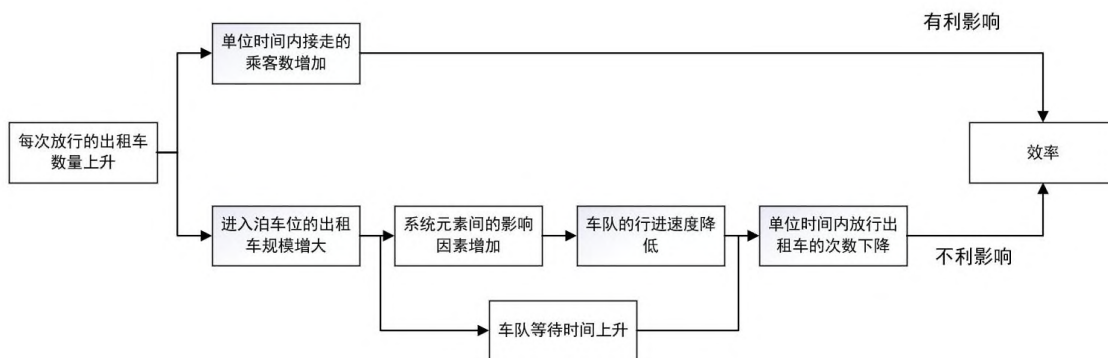 单位时间内接走的
乘客数增加
有利影响
每次放行的出租车
数量上升
效率
进入泊车位的出租
车规模增大
系统元素间的影响
因素增加
车队的行进速度降
低
单位时间内放行出
租车的次数下降
不利影响
车队等待时间上升